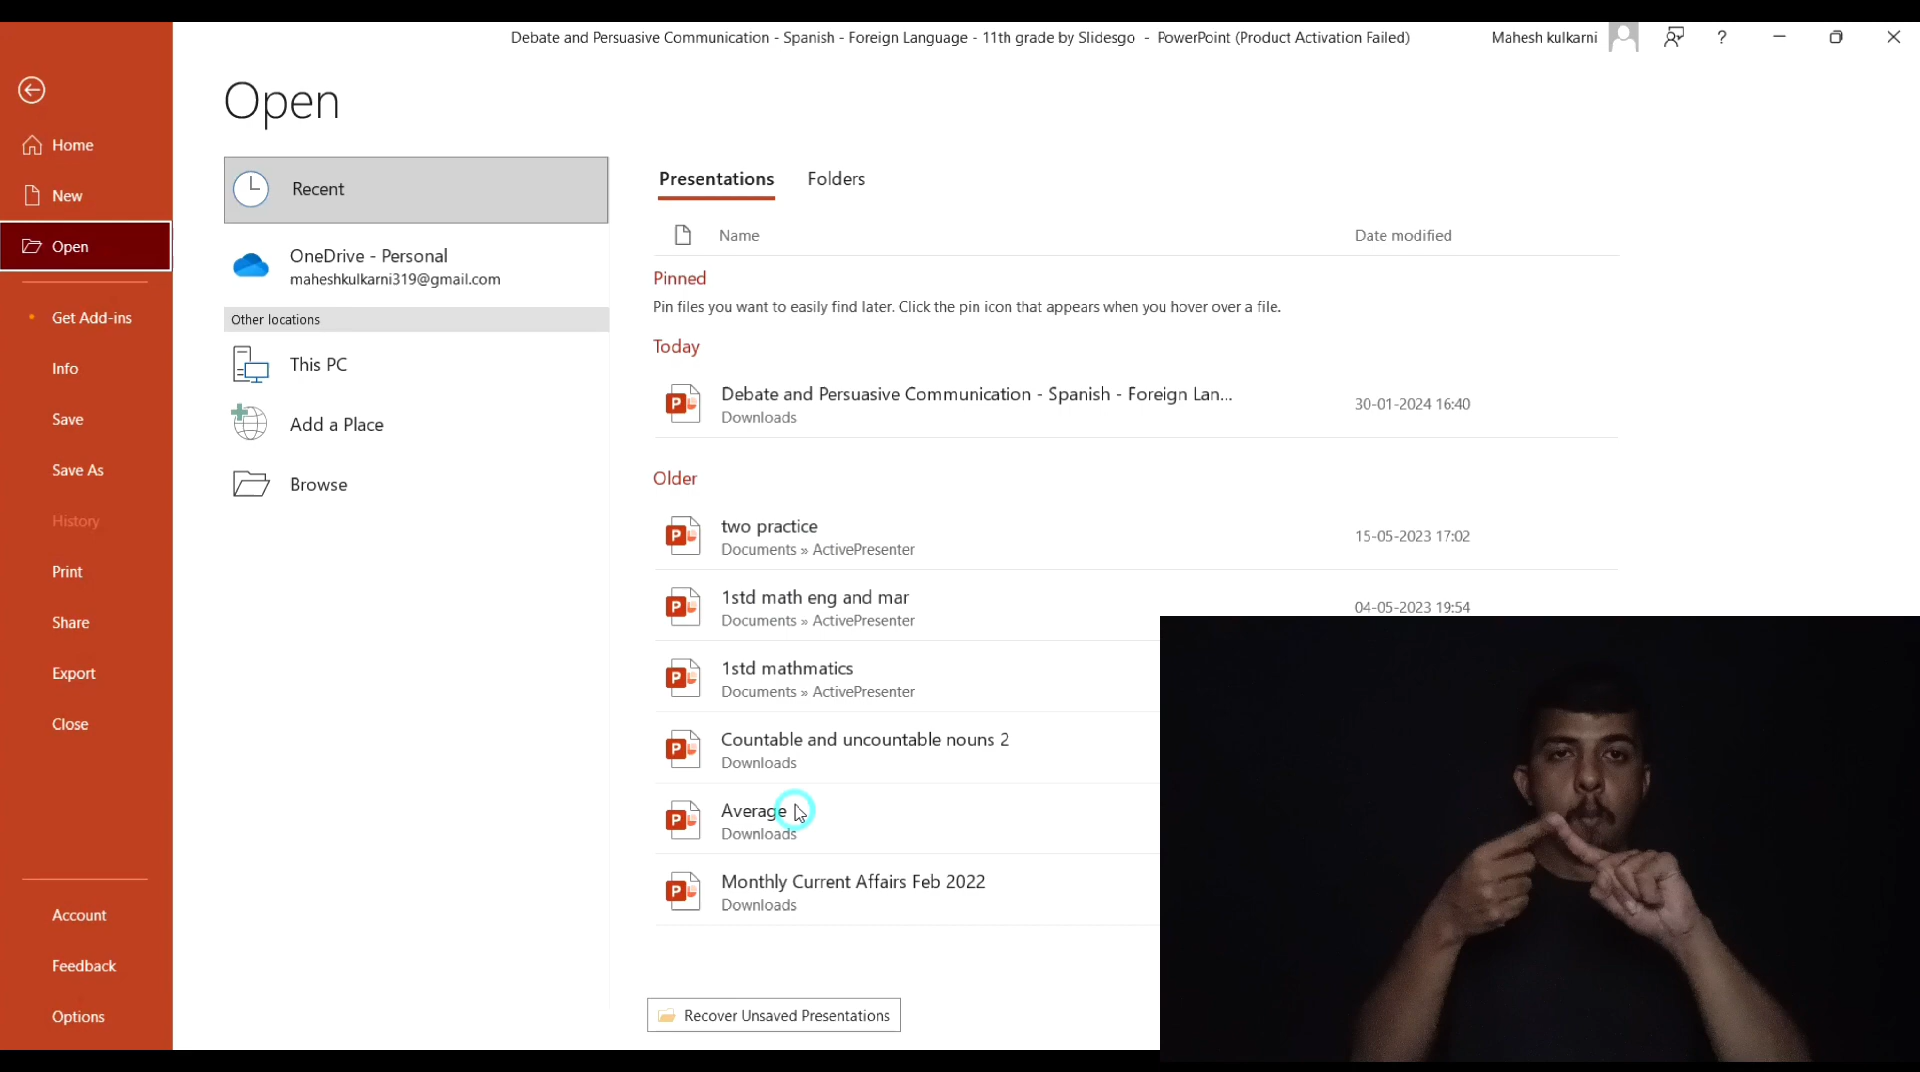 Debate and Persuasive Communication - Spanish - Foreign Language - 11th grade by Slidesgo - PowerPoint (Product Activation Failed)
Mahesh kulkarni
?
Home
New
Open
Get Add-ins
Info
Save
Save As
History
Print
Share
Export
Close
Account
Feedback
Options
Open
Recent
OneDrive - Personal
maheshkulkarni319@gmail.com
Other locations
This PC
Add a Place
Browse
Presentations Folders
Name Date modified
Pinned
Pin files you want to easily find later. Click the pin icon that appears when you hover over a file.
Today
Debate and Persuasive Communication - Spanish - Foreign Lan...
Downloads
30-01-2024 16:40
Older
two practice
Documents » ActivePresenter
15-05-2023 17:02
1std math eng and mar
Documents » ActivePresenter
04-05-2023 19:54
1std mathmatics
Documents » ActivePresenter
Countable and uncountable nouns 2
Downloads
Average
Downloads
Monthly Current Affairs Feb 2022
Downloads
Recover Unsaved Presentations